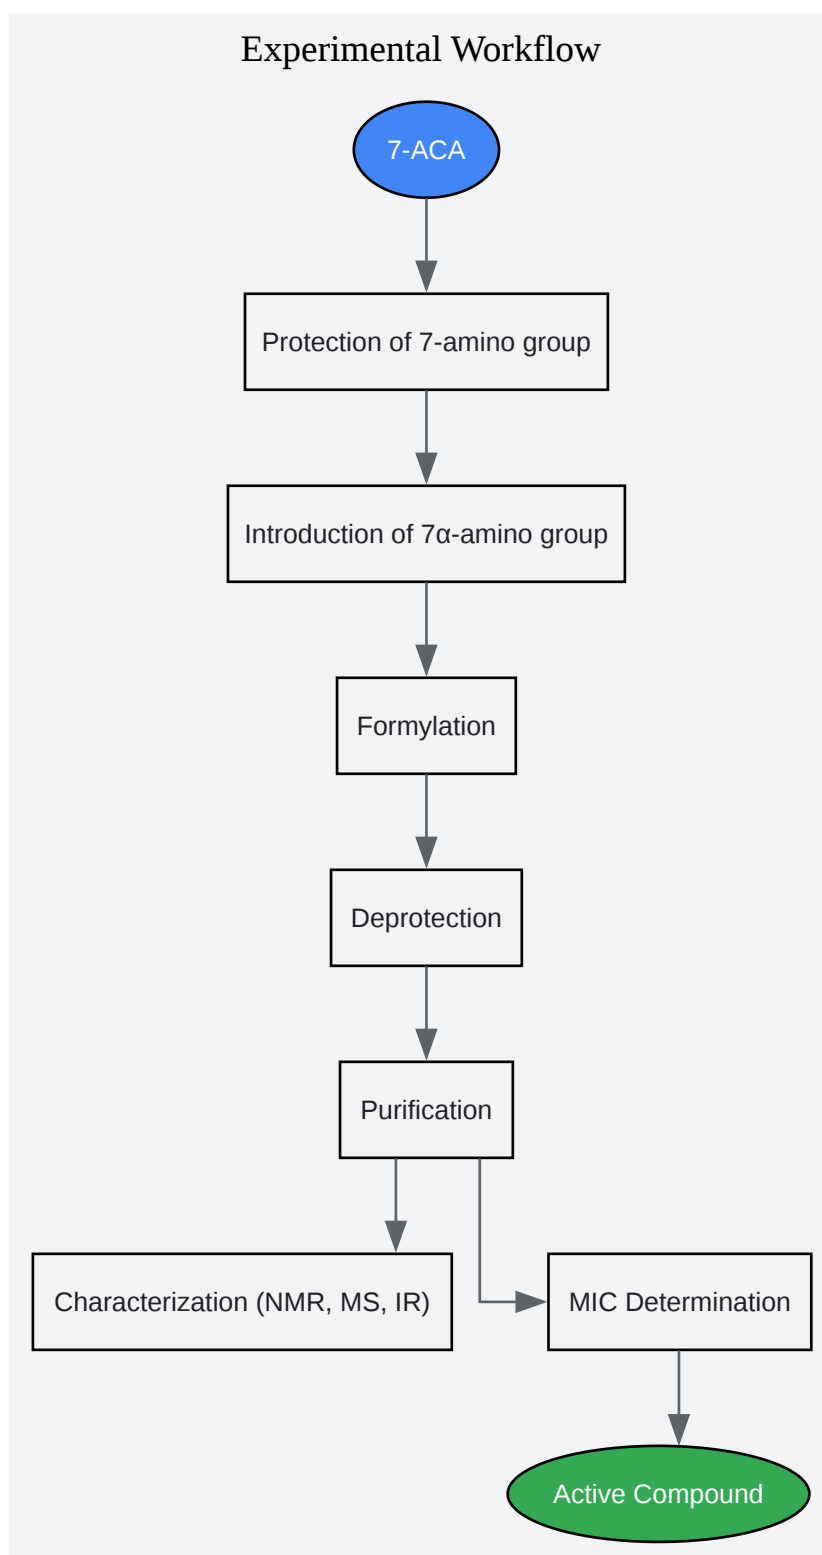 Experimental Workflow
7-ACA
Protection of 7-amino group
Introduction of 7α-amino group
Formylation
Deprotection
Purification
Characterization (NMR, MS, IR)
MIC Determination
Active Compound